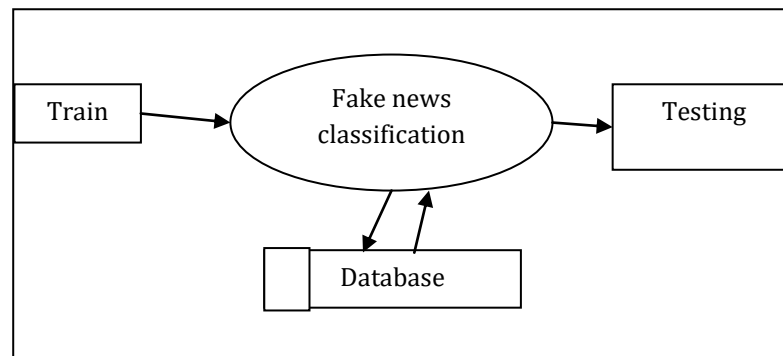 Train
Fake news
classification
Testing
Database